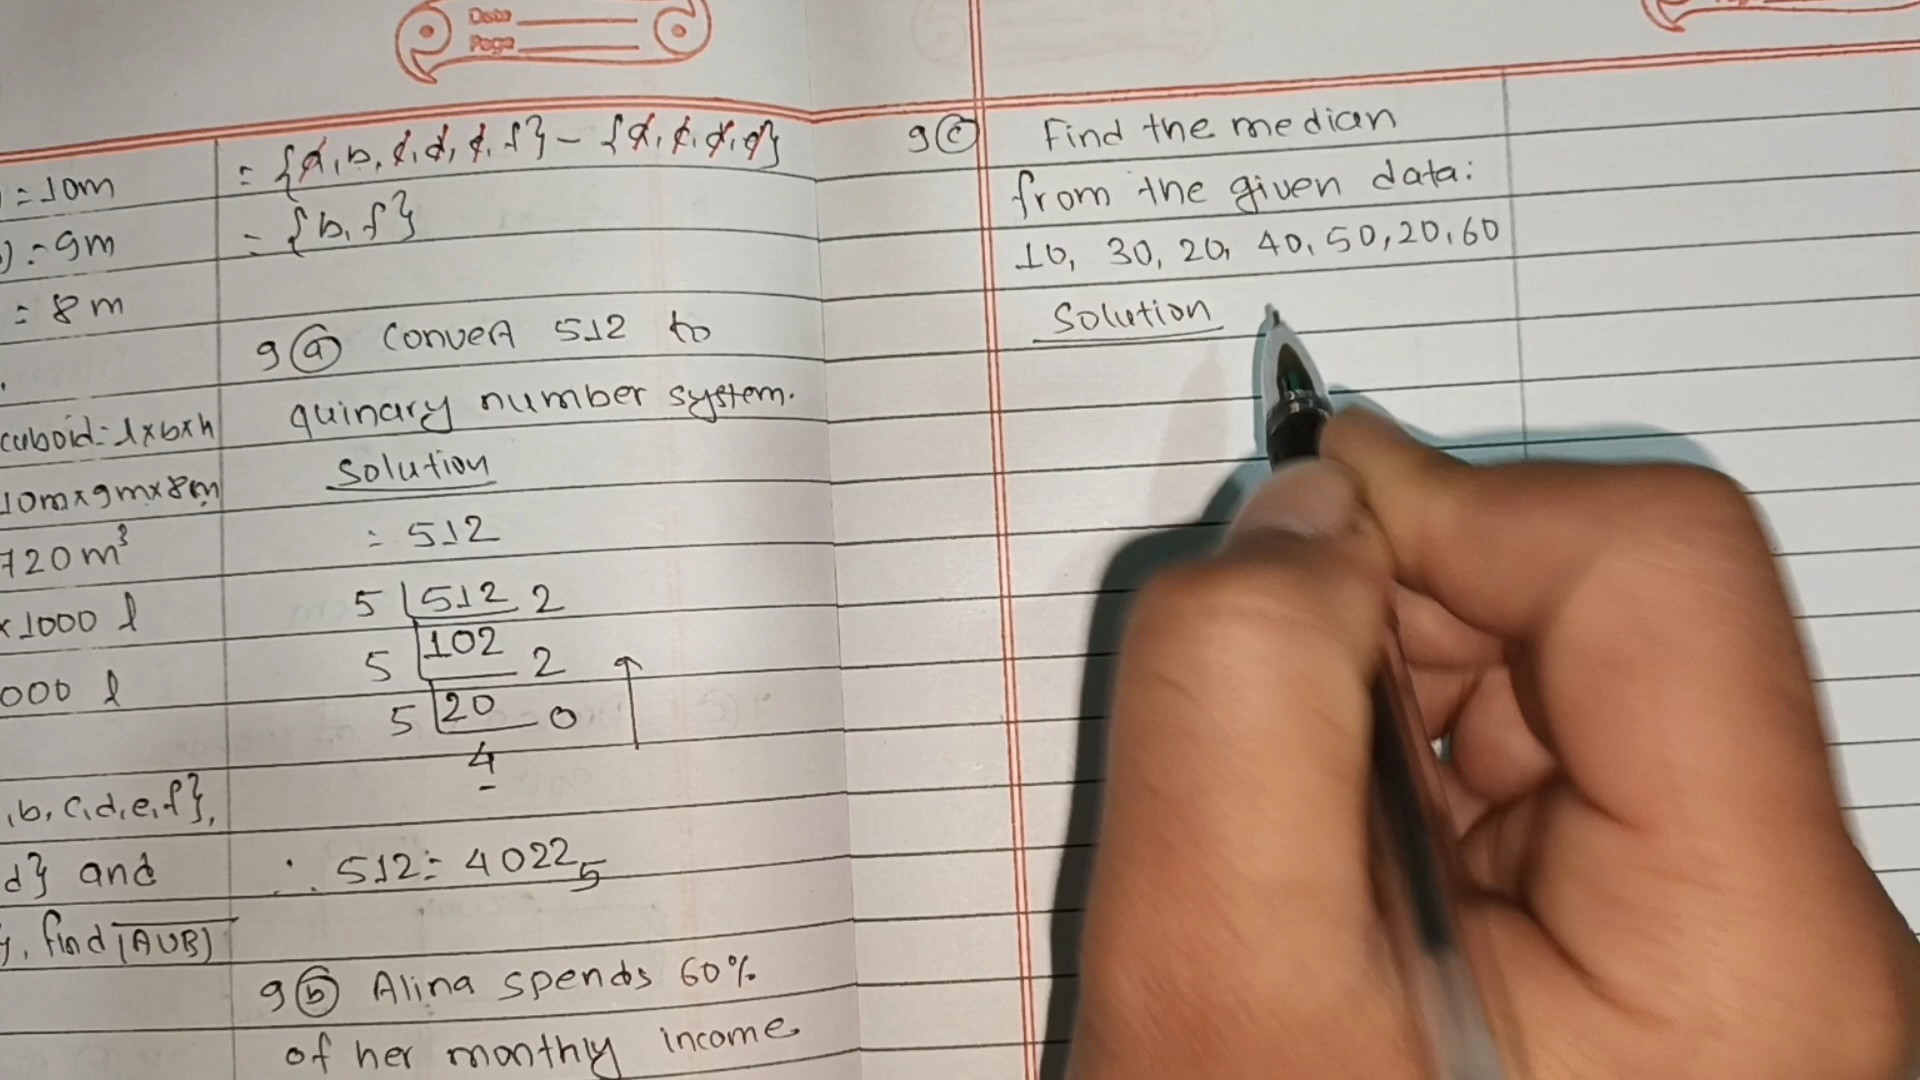 Date
Page
= 10m
= 9m
= 8m
cuboid = l×b×h
10m×9m×8m
720m³
× 1000 l
000 l
, b, c, d, e, f},
d} and
, find (A∪B)
= {a, b, c, d, e, f} - {a, c, d, e}
= {b, f}
9 (a) Convert 512 to
quinary number system.
Solution
= 512
5 | 512 2
5 | 102 2
5 | 20 - 0
4
∴ 512 = 4022₅
9 (b) Alina spends 60%
of her monthly income
9 (c) Find the median
from the given data:
10, 30, 20, 40, 50, 20, 60
Solution